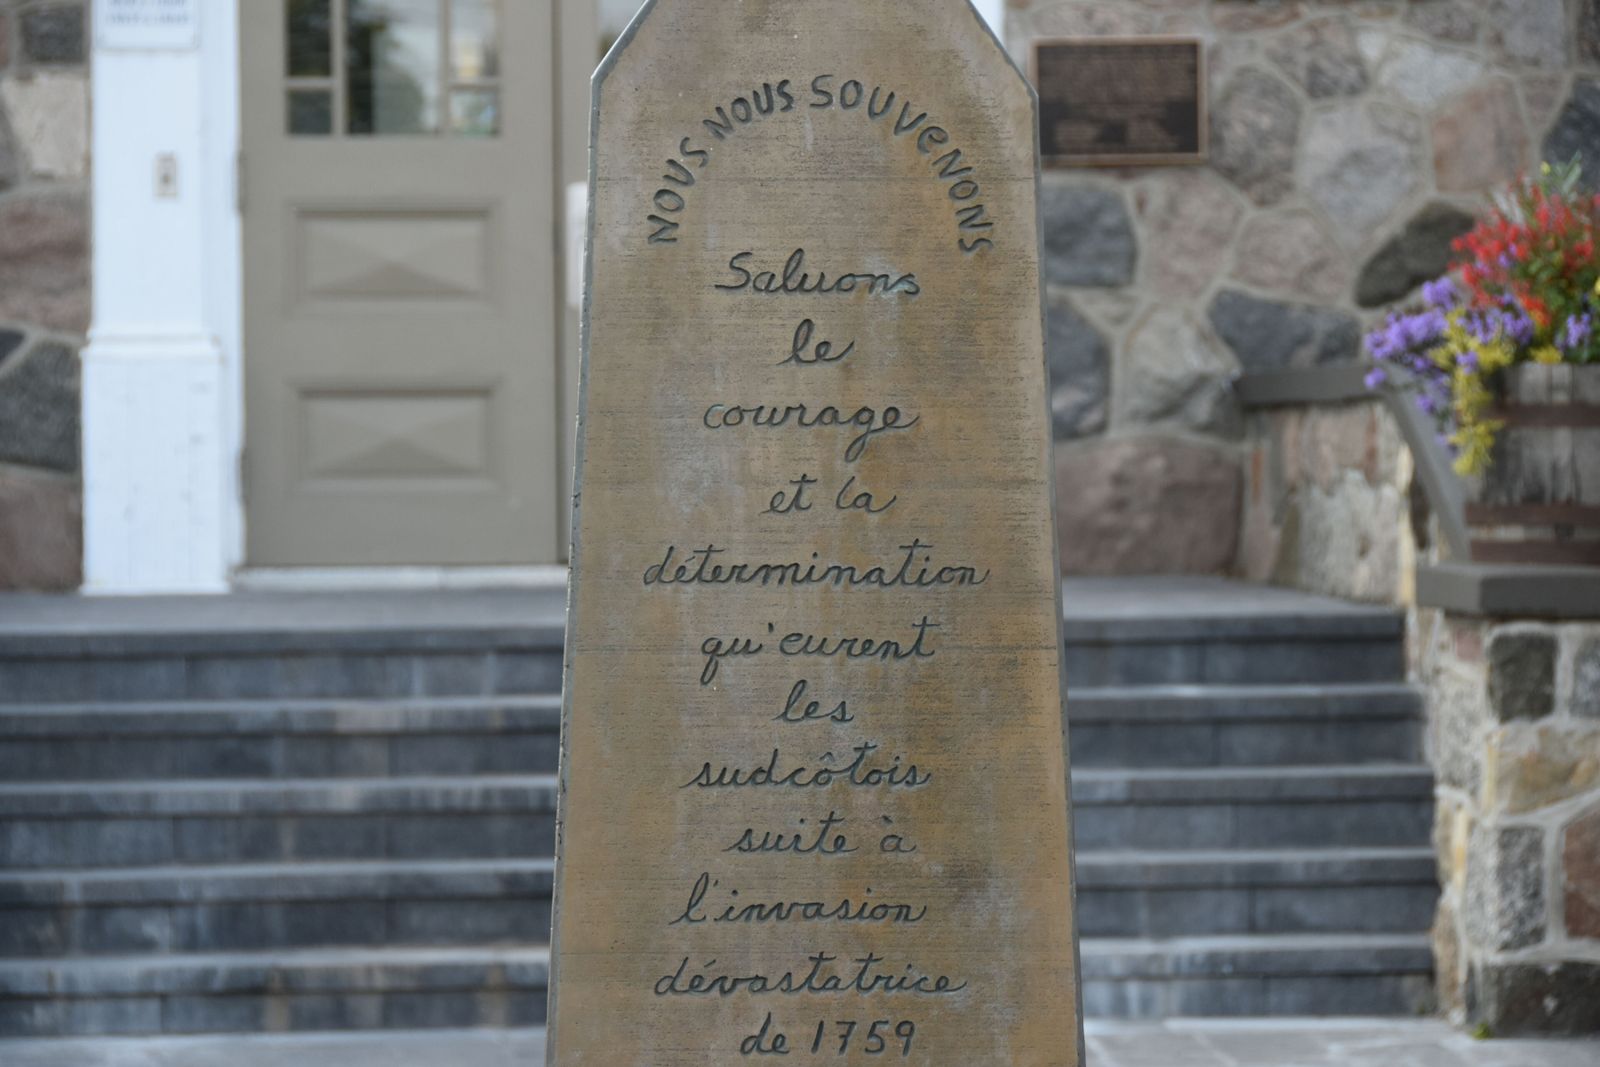 NOUS NOUS SOUVENONS
Saluons
le
courage
et la
détermination
qu'eurent
les
sudcôtois
suite à
l'invasion
dévastatrice
de 1759